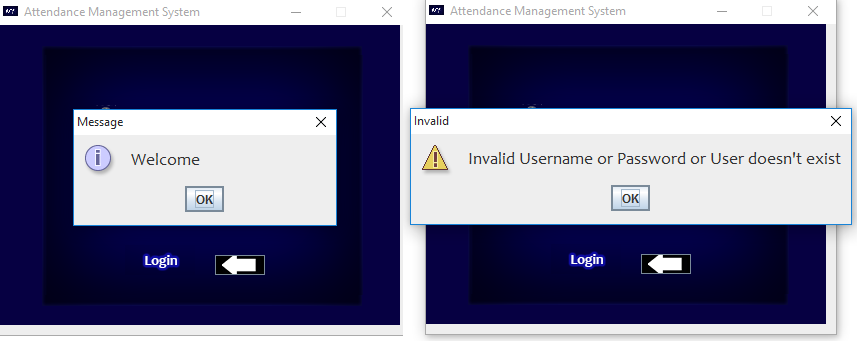 Attendance Management System
Message
Welcome
OK
Login
Attendance Management System
Invalid
Invalid Username or Password or User doesn't exist
OK
Login